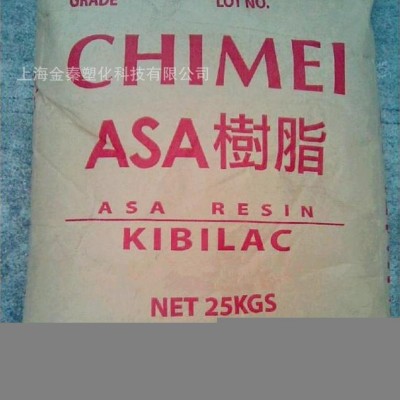 GRADE LOT NO.
CHIMEI
上海金泰塑化科技有限公司
ASA樹脂
ASA RESIN
KIBILAC
NET 25KGS